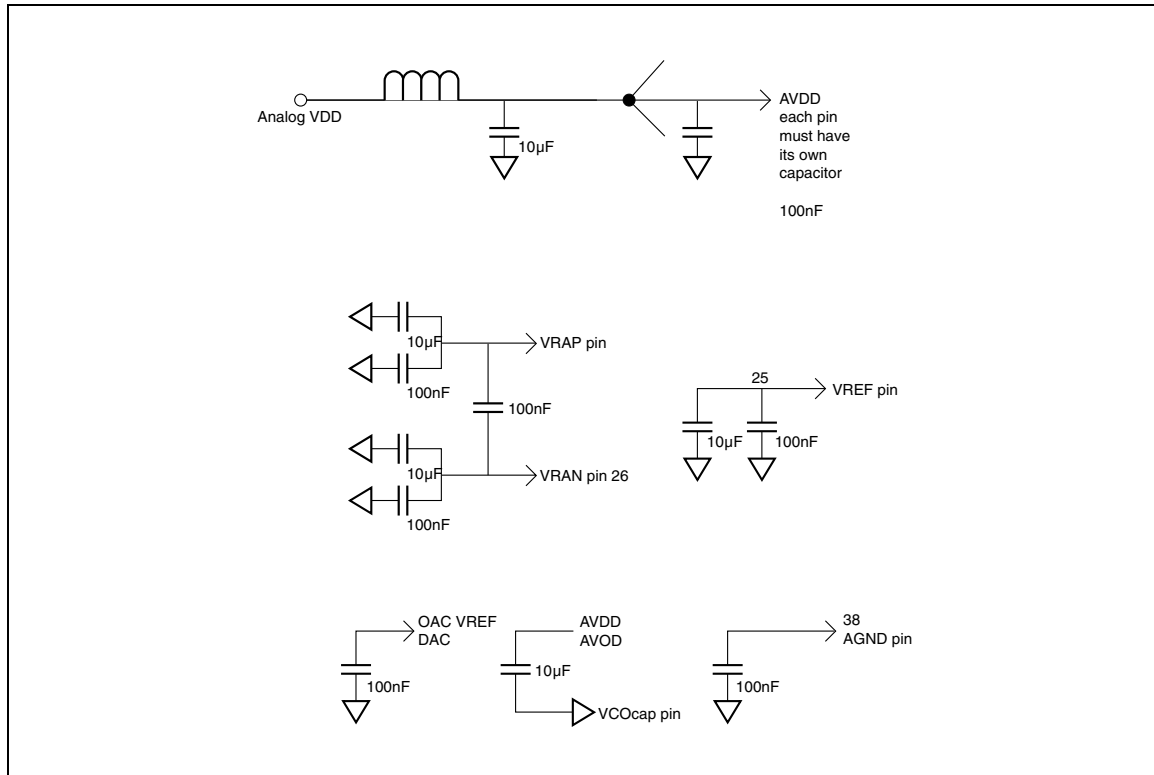 Analog VDD
10µF
AVDD
each pin
must have
its own
capacitor
100nF
10µF
100nF
VRAP pin
100nF
10µF
100nF
VRAN pin 26
25
VREF pin
10µF
100nF
OAC VREF
DAC
100nF
AVDD
AVOD
10µF
VCOcap pin
38
AGND pin
100nF